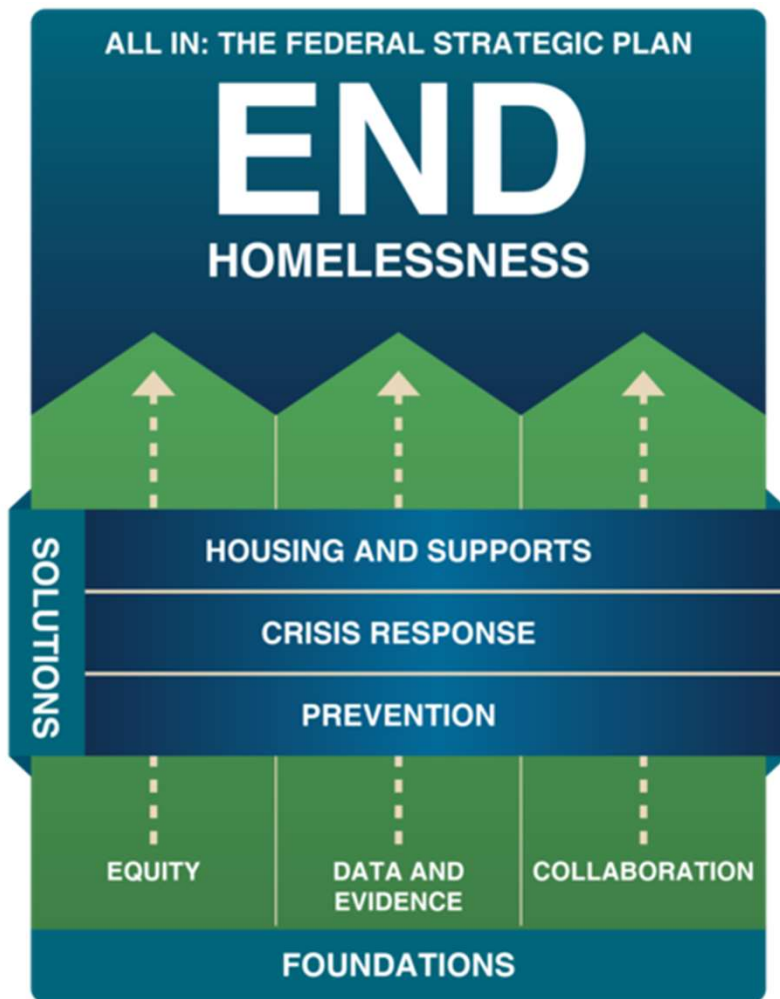 ALL IN: THE FEDERAL STRATEGIC PLAN
END
HOMELESSNESS
SOLUTIONS
HOUSING AND SUPPORTS
CRISIS RESPONSE
PREVENTION
EQUITY
DATA AND
EVIDENCE
COLLABORATION
FOUNDATIONS